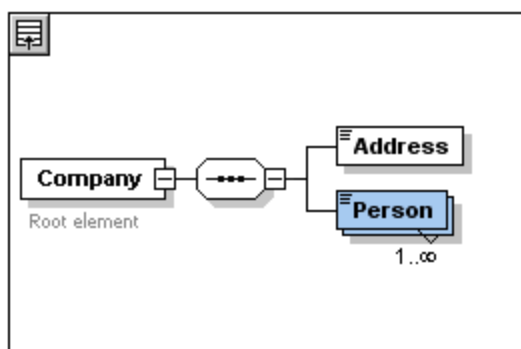 Company
Root element
Address
Person
1..∞